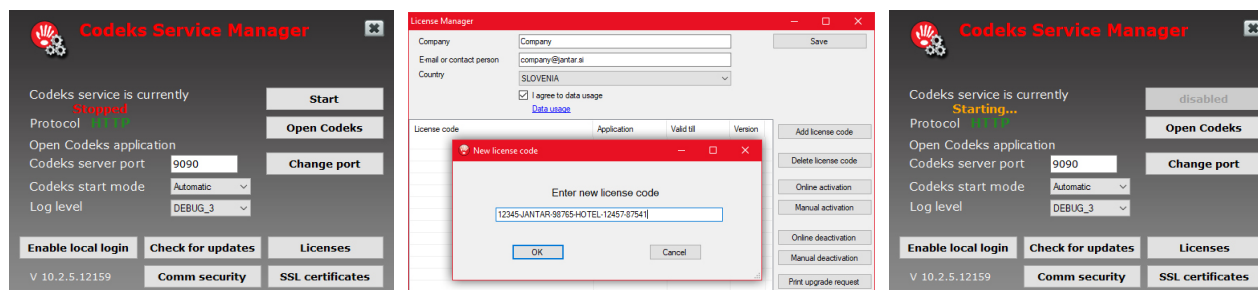 Codeks Service Manager
Codeks service is currently
Stopped
Start
Protocol HTTP
Open Codeks
Open Codeks application
Codeks server port 9090 Change port
Codeks start mode Automatic
Log level DEBUG_3
Enable local login Check for updates Licenses
V 10.2.5.12159 Comm security SSL certificates
License Manager
Company Company Save
E-mail or contact person company@jantar.si
Country SLOVENIA
I agree to data usage
Data usage
License code Application Valid till Version
Add license code
Delete license code
Online activation
Manual activation
Online deactivation
Manual deactivation
Print upgrade request
New license code
Enter new license code
12345-JANTAR-98765-HOTEL-12457-87541
OK Cancel
Codeks Service Manager
Codeks service is currently
Starting...
disabled
Protocol HTTP
Open Codeks
Open Codeks application
Codeks server port 9090 Change port
Codeks start mode Automatic
Log level DEBUG_3
Enable local login Check for updates Licenses
V 10.2.5.12159 Comm security SSL certificates